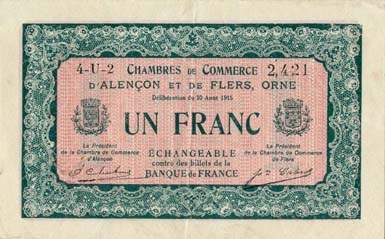 4-U-2 CHAMBRES DE COMMERCE 2,421
D'ALENÇON ET DE FLERS, ORNE
Délibération du 10 Août 1915
UN FRANC
Le Président
de la Chambre de Commerce
d'Alençon
Le Président
de la Chambre de Commerce
de Flers
ÉCHANGEABLE
contre des billets de la
BANQUE DE FRANCE